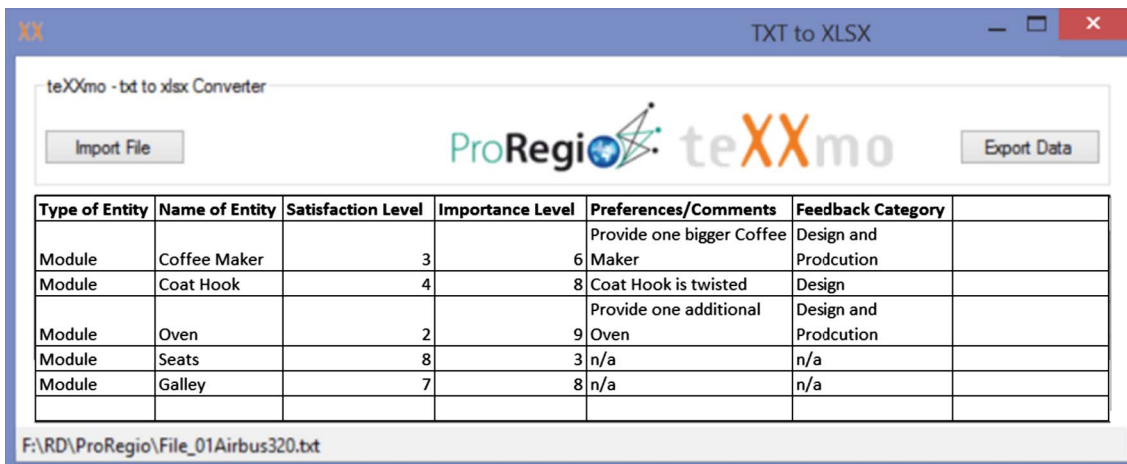 XX TXT to XLSX
teXXmo - txt to xlsx Converter
Import File
ProRegio
teXXmo
Export Data
Type of Entity Name of Entity Satisfaction Level Importance Level Preferences/Comments Feedback Category
Provide one bigger Coffee Design and
Module Coffee Maker 3 6 Maker Prodcution
Module Coat Hook 4 8 Coat Hook is twisted Design
Provide one additional Design and
Module Oven 2 9 Oven Prodcution
Module Seats 8 3 n/a n/a
Module Galley 7 8 n/a n/a
F:\RD\ProRegio\File_01Airbus320.txt